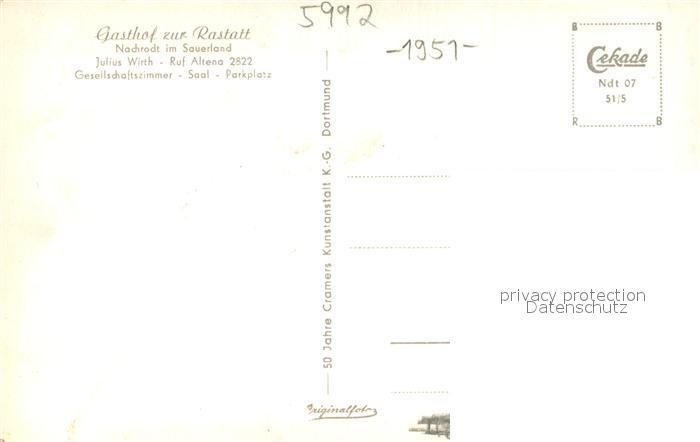 5992
-1951-
Gasthof zur Rastatt
Nachrodt im Sauerland
Julius Wirth - Ruf Altena 2822
Gesellschaftszimmer - Saal - Parkplatz
50 Jahre Cramers Kunstanstalt K.-G. Dortmund
Originalfoto
B B
Cekade
Ndt 07
51/5
R B
privacy protection
Datenschutz